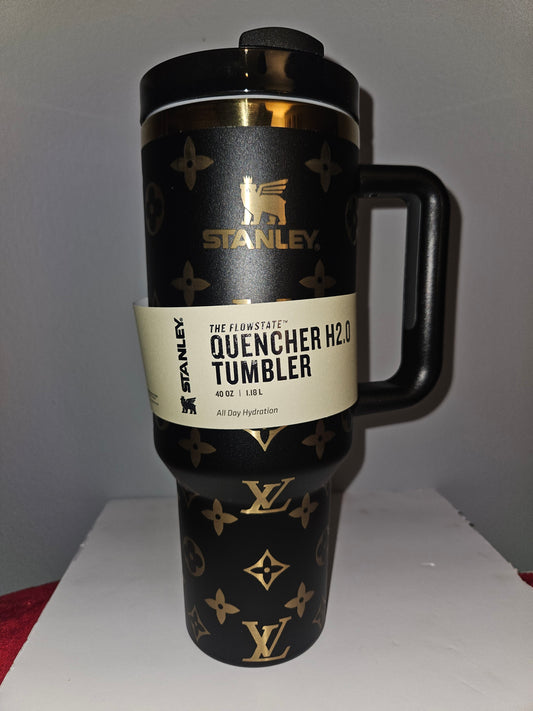 STANLEY®
STANLEY®
THE FLOWSTATE™
QUENCHER H2.0
TUMBLER
40 OZ | 1.18 L
All Day Hydration
LV
LV